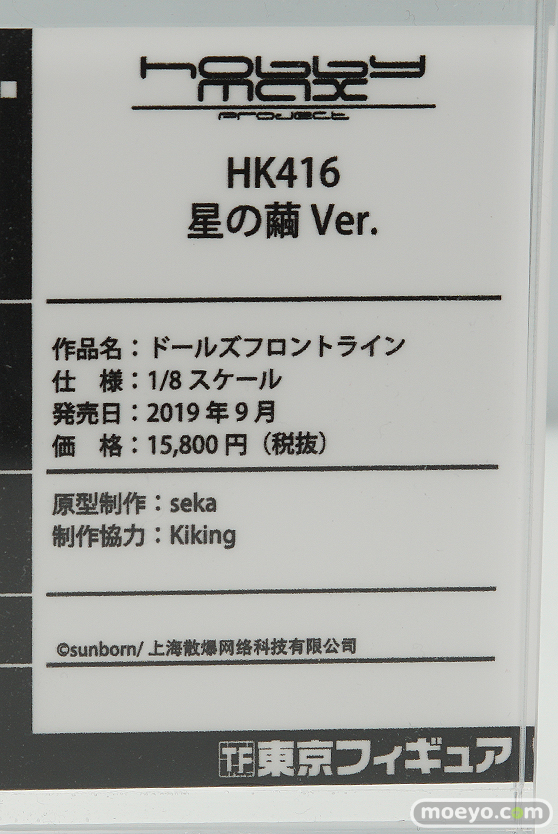 hobby
max
project
HK416
星の繭 Ver.
作品名：ドールズフロントライン
仕　様：1/8 スケール
発売日：2019 年 9 月
価　格：15,800 円（税抜）
原型制作：seka
制作協力：Kiking
©sunborn/ 上海散爆网络科技有限公司
TF 東京フィギュア
moeyo.com